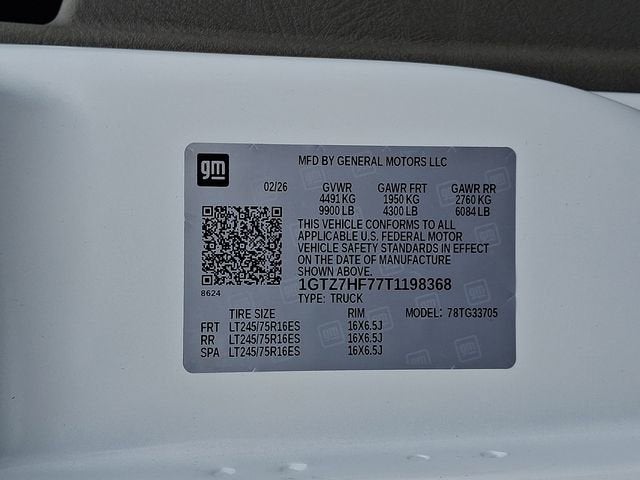 gm
MFD BY GENERAL MOTORS LLC
02/26 GVWR GAWR FRT GAWR RR
4491 KG 1950 KG 2760 KG
9900 LB 4300 LB 6084 LB
THIS VEHICLE CONFORMS TO ALL
APPLICABLE U.S. FEDERAL MOTOR
VEHICLE SAFETY STANDARDS IN EFFECT
ON THE DATE OF MANUFACTURE
SHOWN ABOVE.
1GTZ7HF77T1198368
8624
TYPE: TRUCK
TIRE SIZE RIM MODEL: 78TG33705
FRT LT245/75R16ES 16X6.5J
RR LT245/75R16ES 16X6.5J
SPA LT245/75R16ES 16X6.5J